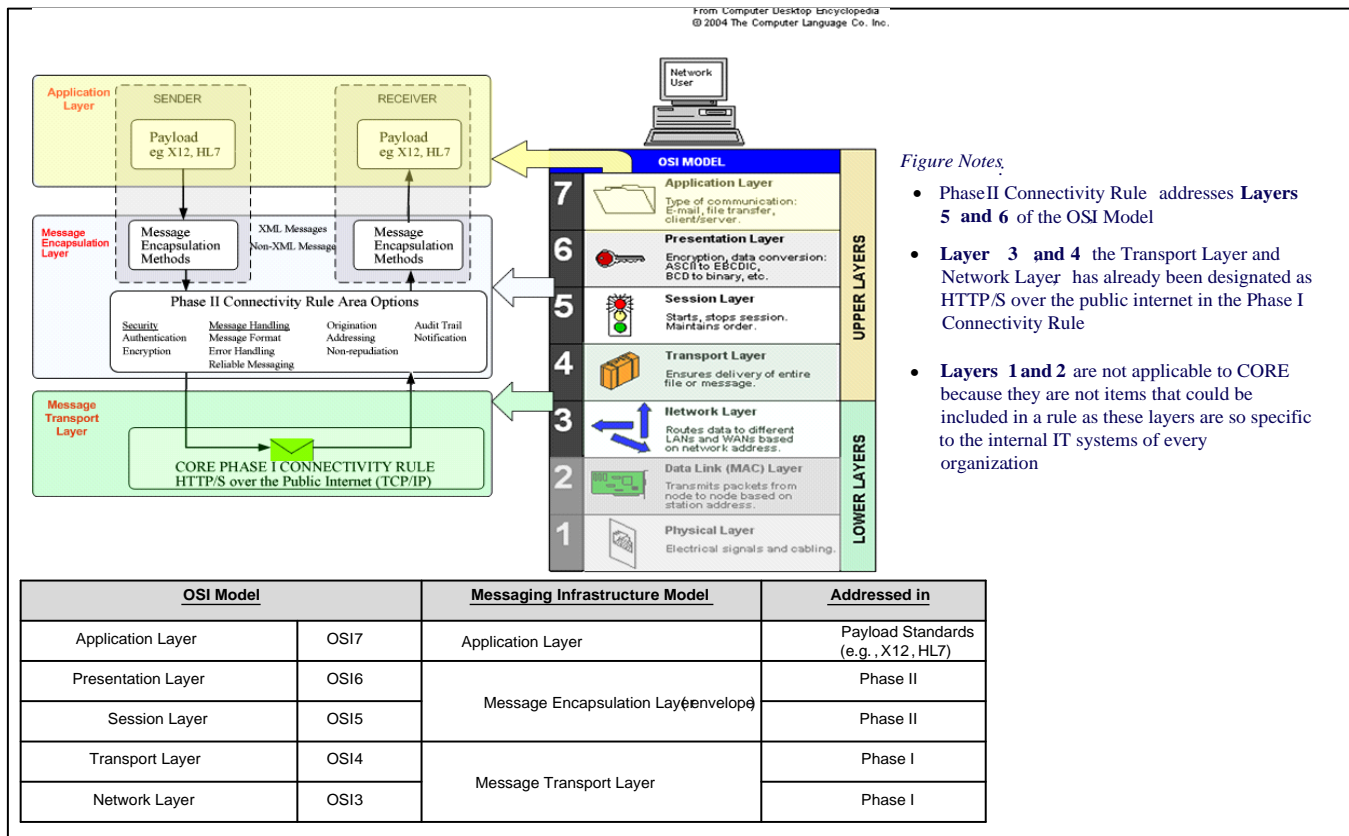 From Computer Desktop Encyclopedia
© 2004 The Computer Language Co. Inc.
Network
User
Application
Layer
SENDER
RECEIVER
Payload
eg X12, HL7
Payload
eg X12, HL7
Message
Encapsulation
Layer
Message
Encapsulation
Methods
XML Messages
Non-XML Message
Message
Encapsulation
Methods
Phase II Connectivity Rule Area Options
Security
Authentication
Encryption
Message Handling
Message Format
Error Handling
Reliable Messaging
Origination
Addressing
Non-repudiation
Audit Trail
Notification
Message
Transport
Layer
CORE PHASE I CONNECTIVITY RULE
HTTP/S over the Public Internet (TCP/IP)
OSI MODEL
7
Application Layer
Type of communication:
E-mail, file transfer,
client/server.
6
Presentation Layer
Encryption, data conversion:
ASCII to EBCDIC,
BCD to binary, etc.
5
Session Layer
Starts, stops session.
Maintains order.
4
Transport Layer
Ensures delivery of entire
file or message.
3
Network Layer
Routes data to different
LANs and WANs based
on network address.
2
Data Link (MAC) Layer
Transmits packets from
node to node based on
station address.
1
Physical Layer
Electrical signals and cabling.
UPPER LAYERS
LOWER LAYERS
Figure Notes:
• PhaseII Connectivity Rule addresses Layers
5 and 6 of the OSI Model
• Layer 3 and 4 the Transport Layer and
Network Layer, has already been designated as
HTTP/S over the public internet in the Phase I
Connectivity Rule
• Layers 1 and 2 are not applicable to CORE
because they are not items that could be
included in a rule as these layers are so specific
to the internal IT systems of every
organization
OSI Model Messaging Infrastructure Model Addressed in
Application Layer OSI7 Application Layer Payload Standards
(e.g., X12, HL7)
Presentation Layer OSI6 Message Encapsulation Layer(envelope) Phase II
Session Layer OSI5 Phase II
Transport Layer OSI4 Message Transport Layer Phase I
Network Layer OSI3 Phase I